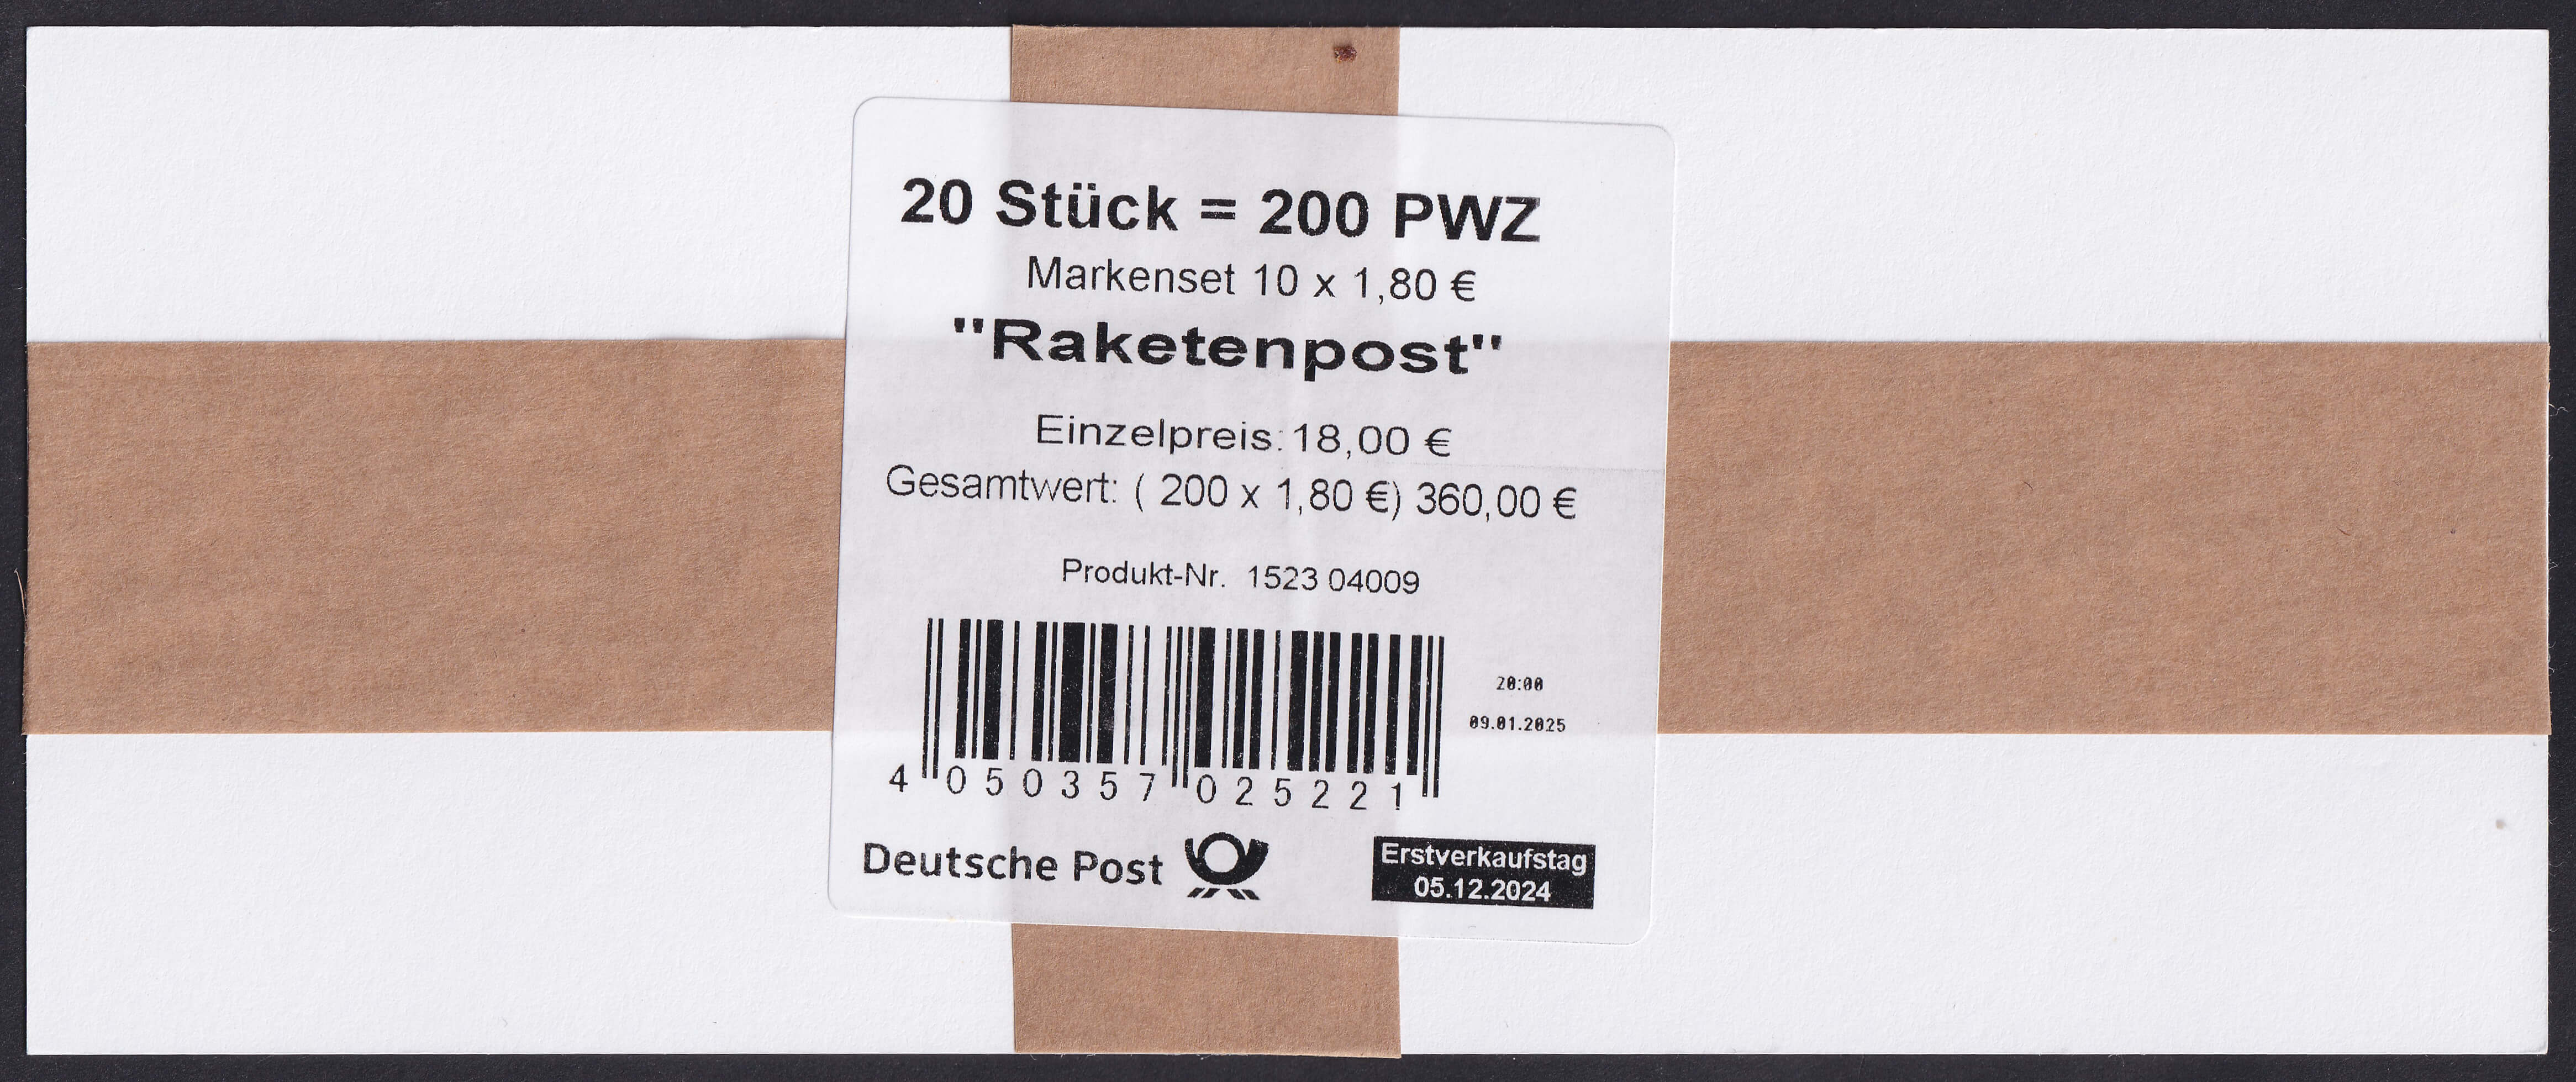 20 Stück = 200 PWZ
Markenset 10 x 1,80 €
"Raketenpost"
Einzelpreis: 18,00 €
Gesamtwert: ( 200 x 1,80 €) 360,00 €
Produkt-Nr. 1523 04009
20:00
09.01.2025
4 050357 025221
Deutsche Post
Erstverkaufstag
05.12.2024